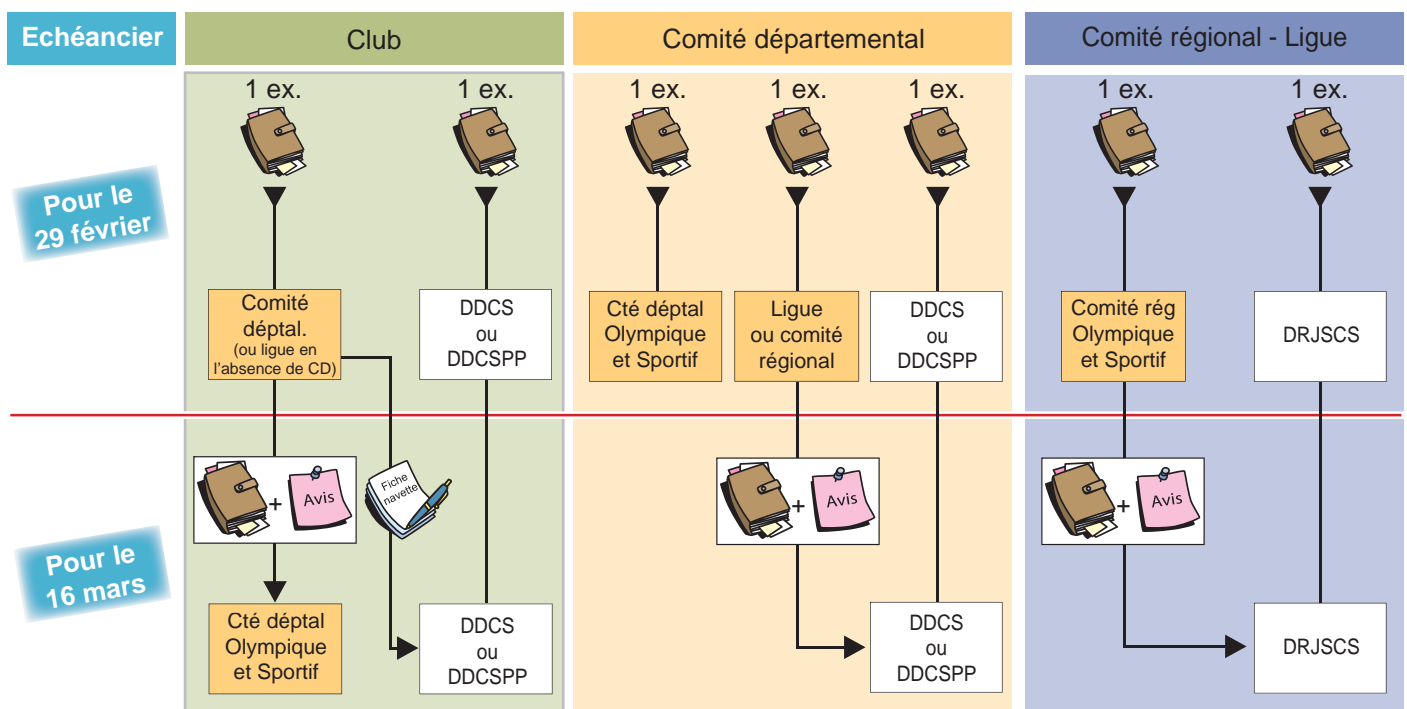 Echéancier
Club
Comité départemental
Comité régional - Ligue
1 ex.
1 ex.
1 ex.
1 ex.
1 ex.
1 ex.
1 ex.
Pour le
29 février
Comité
déptal.
(ou ligue en
l'absence de CD)
DDCS
ou
DDCSPP
Cté déptal
Olympique
et Sportif
Ligue
ou comité
régional
DDCS
ou
DDCSPP
Comité rég
Olympique
et Sportif
DRJSCS
+
Avis
Fiche
navette
+
Avis
+
Avis
Pour le
16 mars
Cté déptal
Olympique
et Sportif
DDCS
ou
DDCSPP
DDCS
ou
DDCSPP
DRJSCS